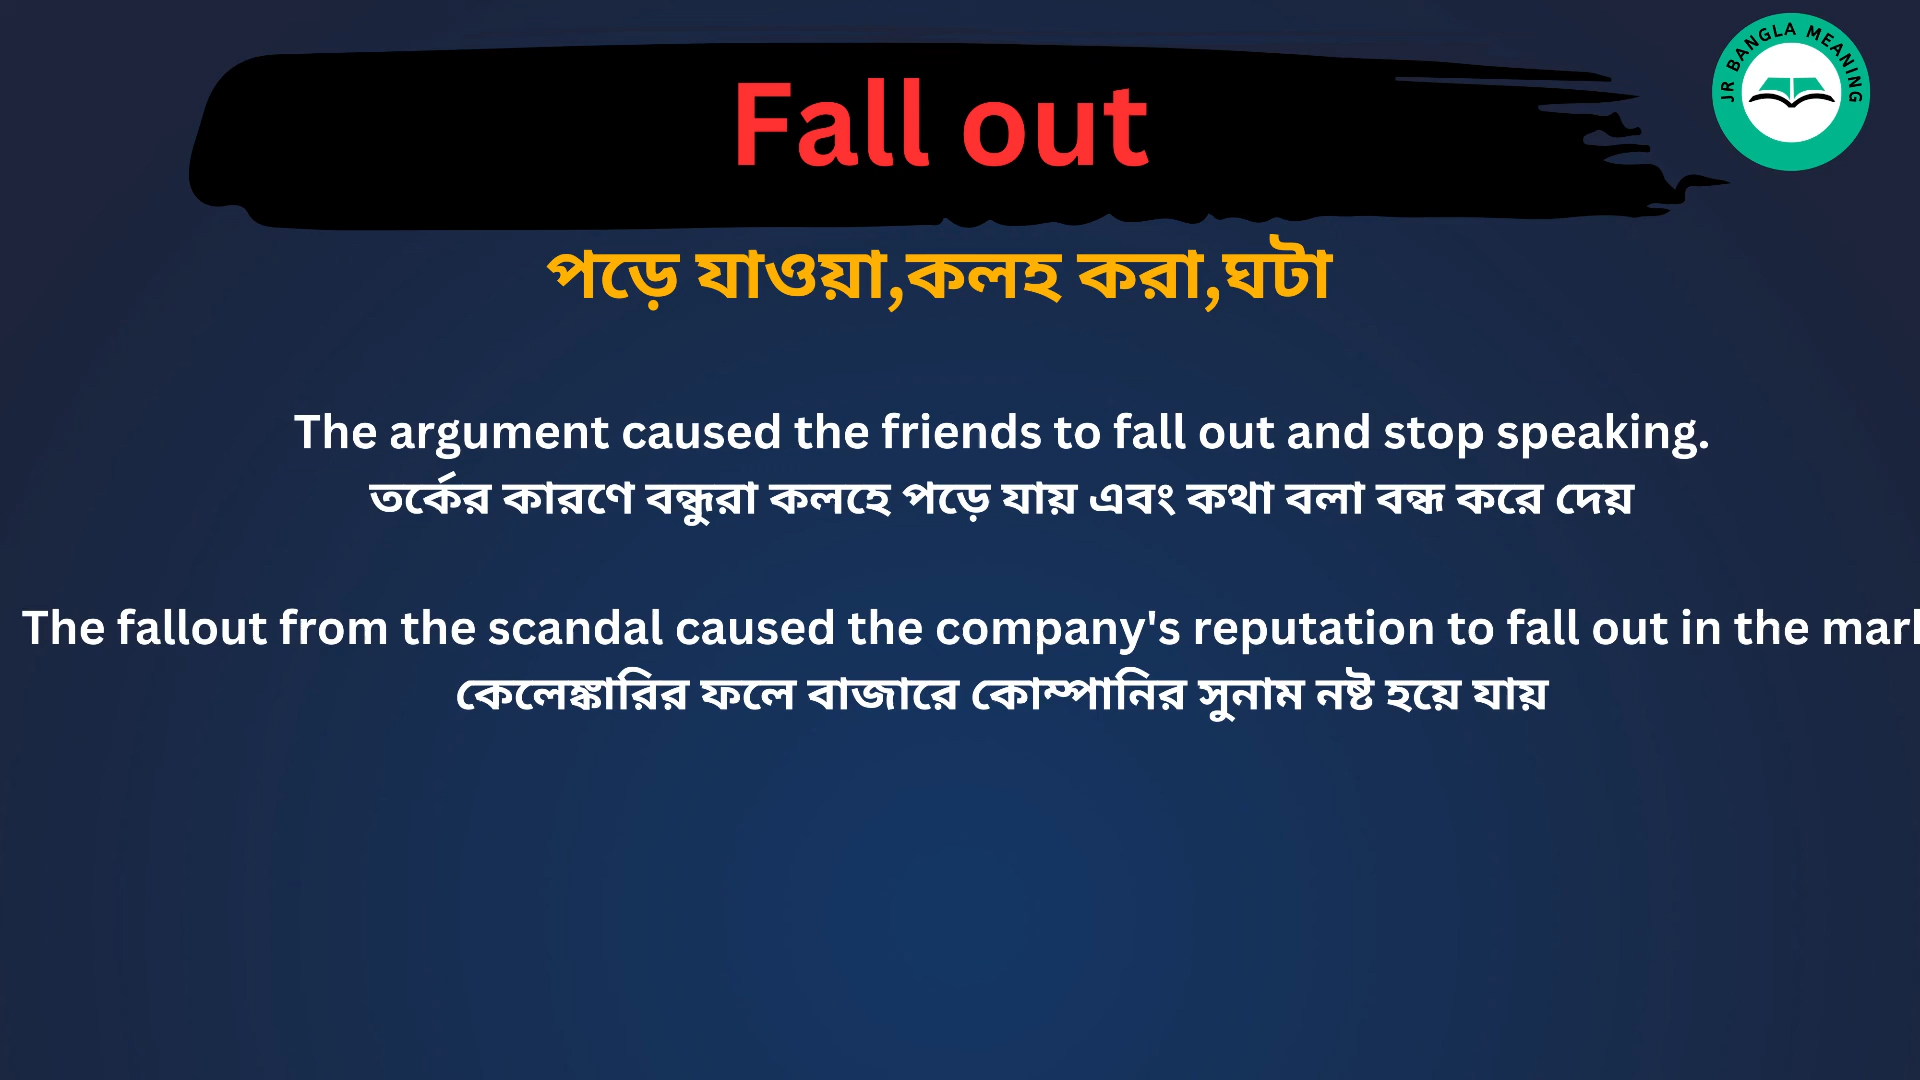 JR BANGLA MEANING
Fall out
পড়ে যাওয়া,কলহ করা,ঘটা
The argument caused the friends to fall out and stop speaking.
তর্কের কারণে বন্ধুরা কলহে পড়ে যায় এবং কথা বলা বন্ধ করে দেয়
The fallout from the scandal caused the company's reputation to fall out in the
কেলেঙ্কারির ফলে বাজারে কোম্পানির সুনাম নষ্ট হয়ে যায়